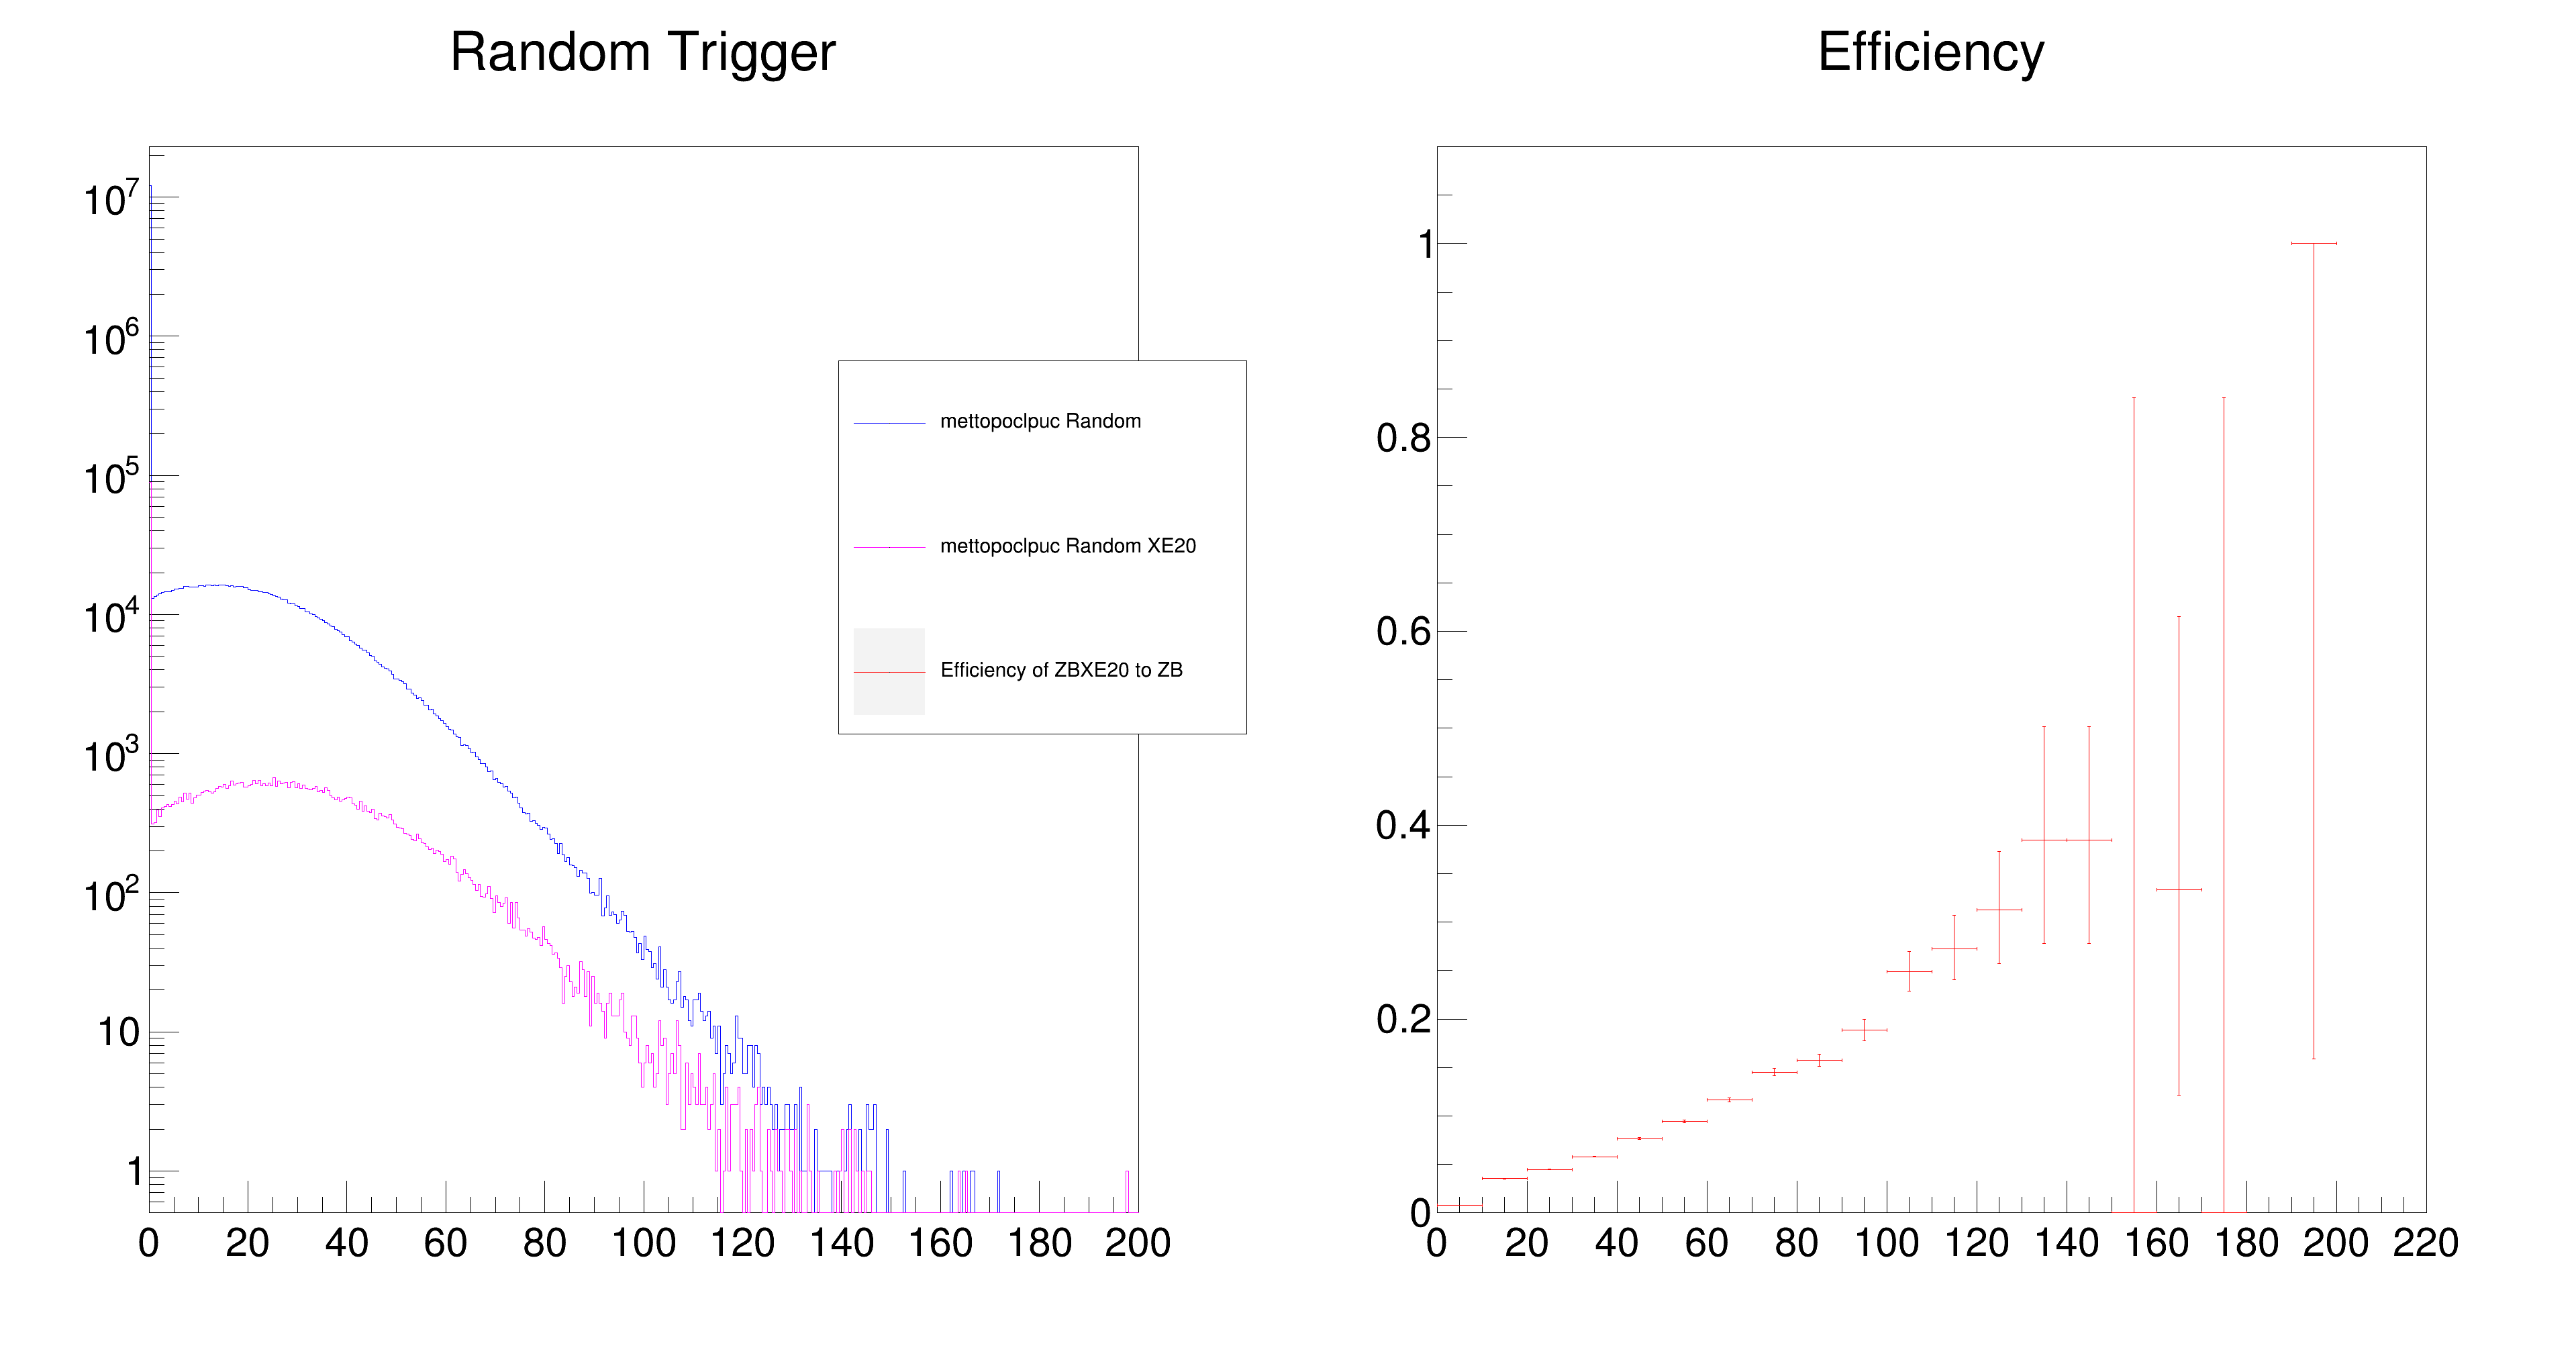 Random Trigger
10^7
10^6
10^5
10^4
10^3
10^2
10
1
0 20 40 60 80 100 120 140 160 180 200
mettopoclpuc Random
mettopoclpuc Random XE20
Efficiency of ZBXE20 to ZB
Efficiency
1
0.8
0.6
0.4
0.2
0
0 20 40 60 80 100 120 140 160 180 200 220